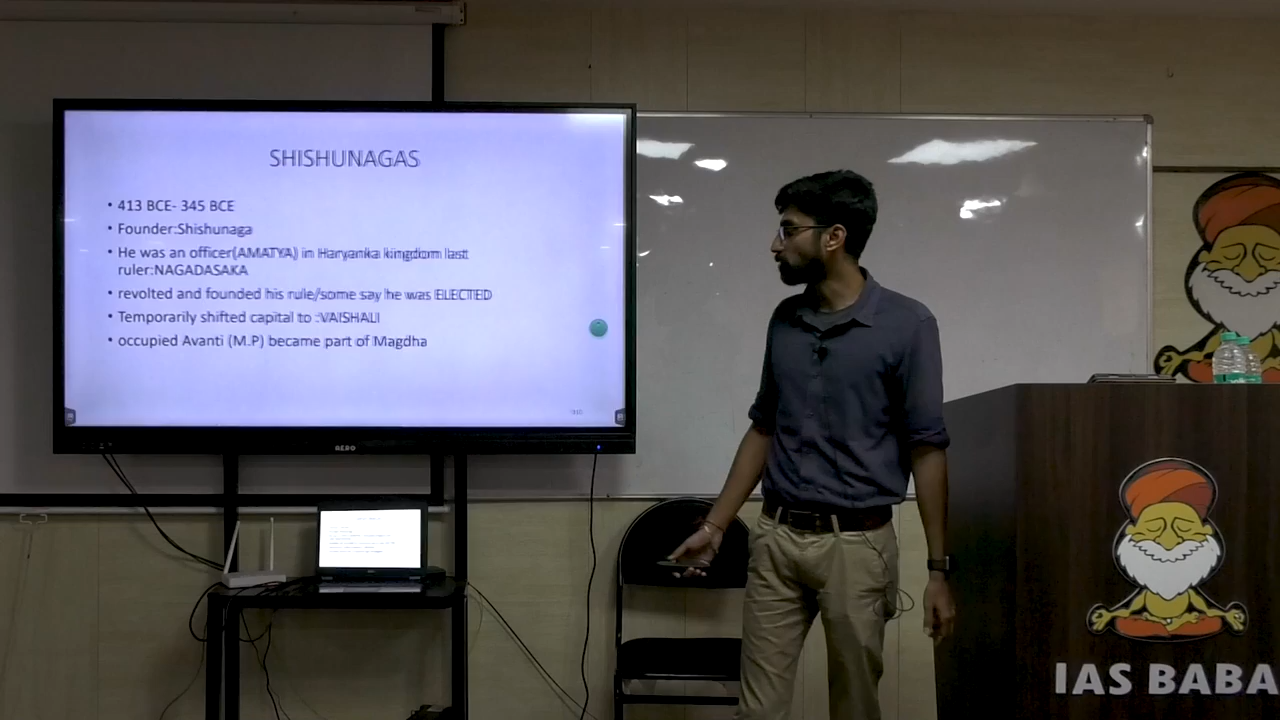 SHISHUNAGAS
• 413 BCE- 345 BCE
• Founder:Shishunaga
• He was an officer(AMATYA) in Haryanka kingdom last
ruler:NAGADASAKA
• revolted and founded his rule/some say he was ELECTED
• Temporarily shifted capital to :VAISHALI
• occupied Avanti (M.P) became part of Magdha
IAS BABA